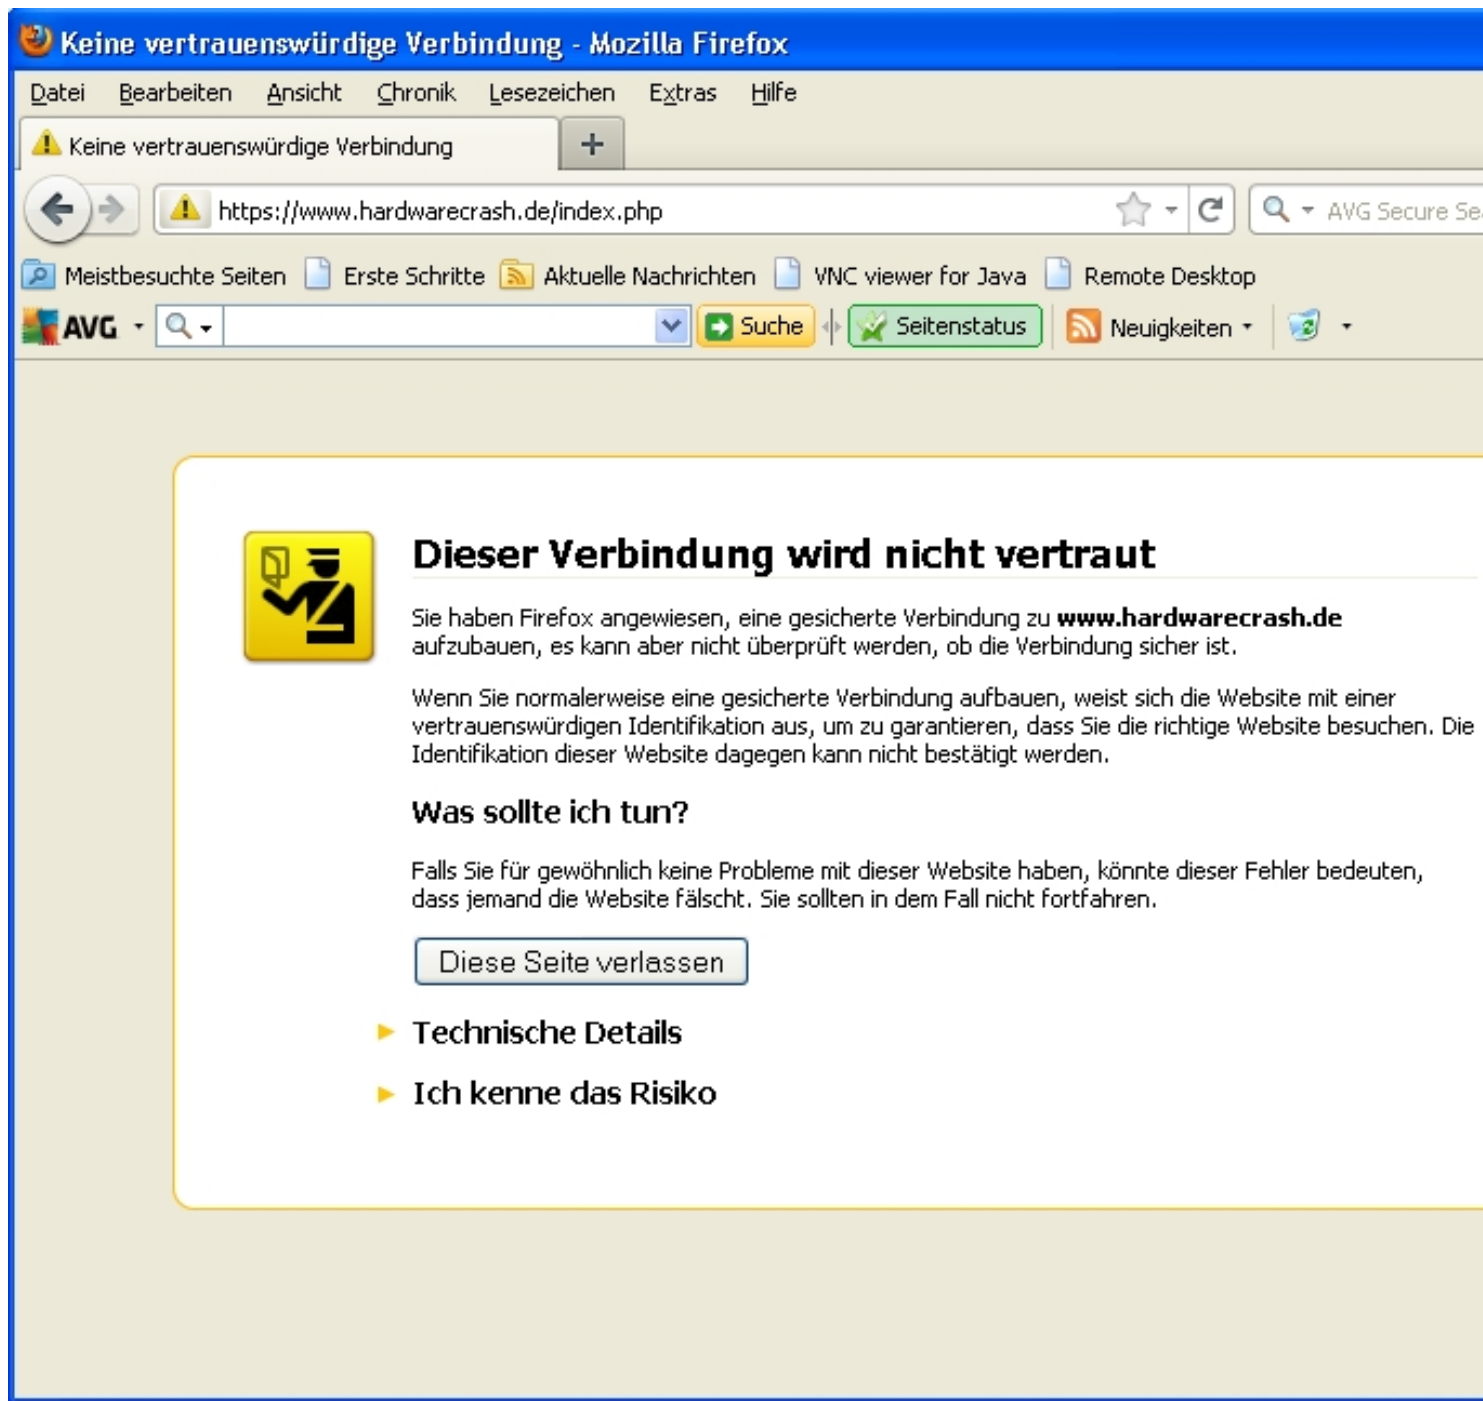 Keine vertrauenswürdige Verbindung - Mozilla Firefox
Datei Bearbeiten Ansicht Chronik Lesezeichen Extras Hilfe
Keine vertrauenswürdige Verbindung +
https://www.hardwarecrash.de/index.php AVG Secure Sea
Meistbesuchte Seiten Erste Schritte Aktuelle Nachrichten VNC viewer for Java Remote Desktop
AVG Suche Seitenstatus Neuigkeiten
Dieser Verbindung wird nicht vertraut
Sie haben Firefox angewiesen, eine gesicherte Verbindung zu www.hardwarecrash.de
aufzubauen, es kann aber nicht überprüft werden, ob die Verbindung sicher ist.
Wenn Sie normalerweise eine gesicherte Verbindung aufbauen, weist sich die Website mit einer
vertrauenswürdigen Identifikation aus, um zu garantieren, dass Sie die richtige Website besuchen. Die
Identifikation dieser Website dagegen kann nicht bestätigt werden.
Was sollte ich tun?
Falls Sie für gewöhnlich keine Probleme mit dieser Website haben, könnte dieser Fehler bedeuten,
dass jemand die Website fälscht. Sie sollten in dem Fall nicht fortfahren.
Diese Seite verlassen
Technische Details
Ich kenne das Risiko